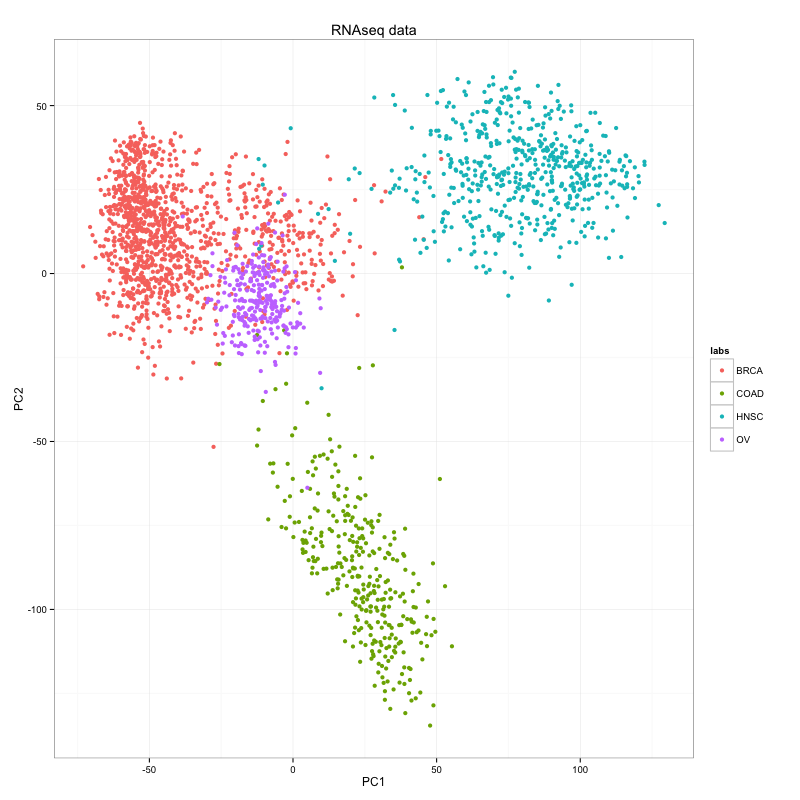 RNAseq data
50
0
-50
-100
PC2
-50
0
50
100
PC1
labs
BRCA
COAD
HNSC
OV